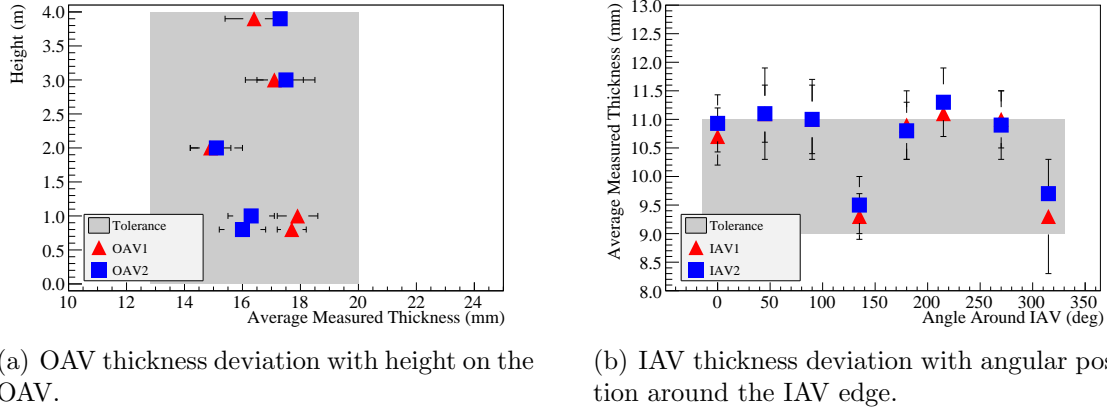 Height (m)
4.0
3.5
3.0
2.5
2.0
1.5
1.0
0.5
0.0
Tolerance
OAV1
OAV2
10 12 14 16 18 20 22 24
Average Measured Thickness (mm)
Average Measured Thickness (mm)
13.0
12.5
12.0
11.5
11.0
10.5
10.0
9.5
9.0
8.5
8.0
Tolerance
IAV1
IAV2
0 50 100 150 200 250 300 350
Angle Around IAV (deg)
(a) OAV thickness deviation with height on the
OAV.
(b) IAV thickness deviation with angular pos
tion around the IAV edge.